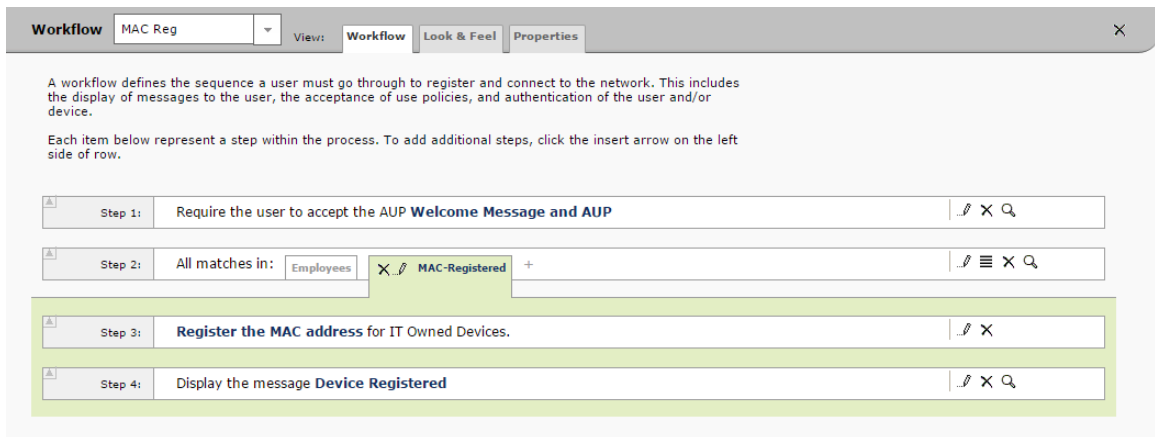 Workflow MAC Reg View: Workflow Look & Feel Properties
A workflow defines the sequence a user must go through to register and connect to the network. This includes
the display of messages to the user, the acceptance of use policies, and authentication of the user and/or
device.
Each item below represent a step within the process. To add additional steps, click the insert arrow on the left
side of row.
Step 1: Require the user to accept the AUP Welcome Message and AUP
Step 2: All matches in: Employees MAC-Registered +
Step 3: Register the MAC address for IT Owned Devices.
Step 4: Display the message Device Registered